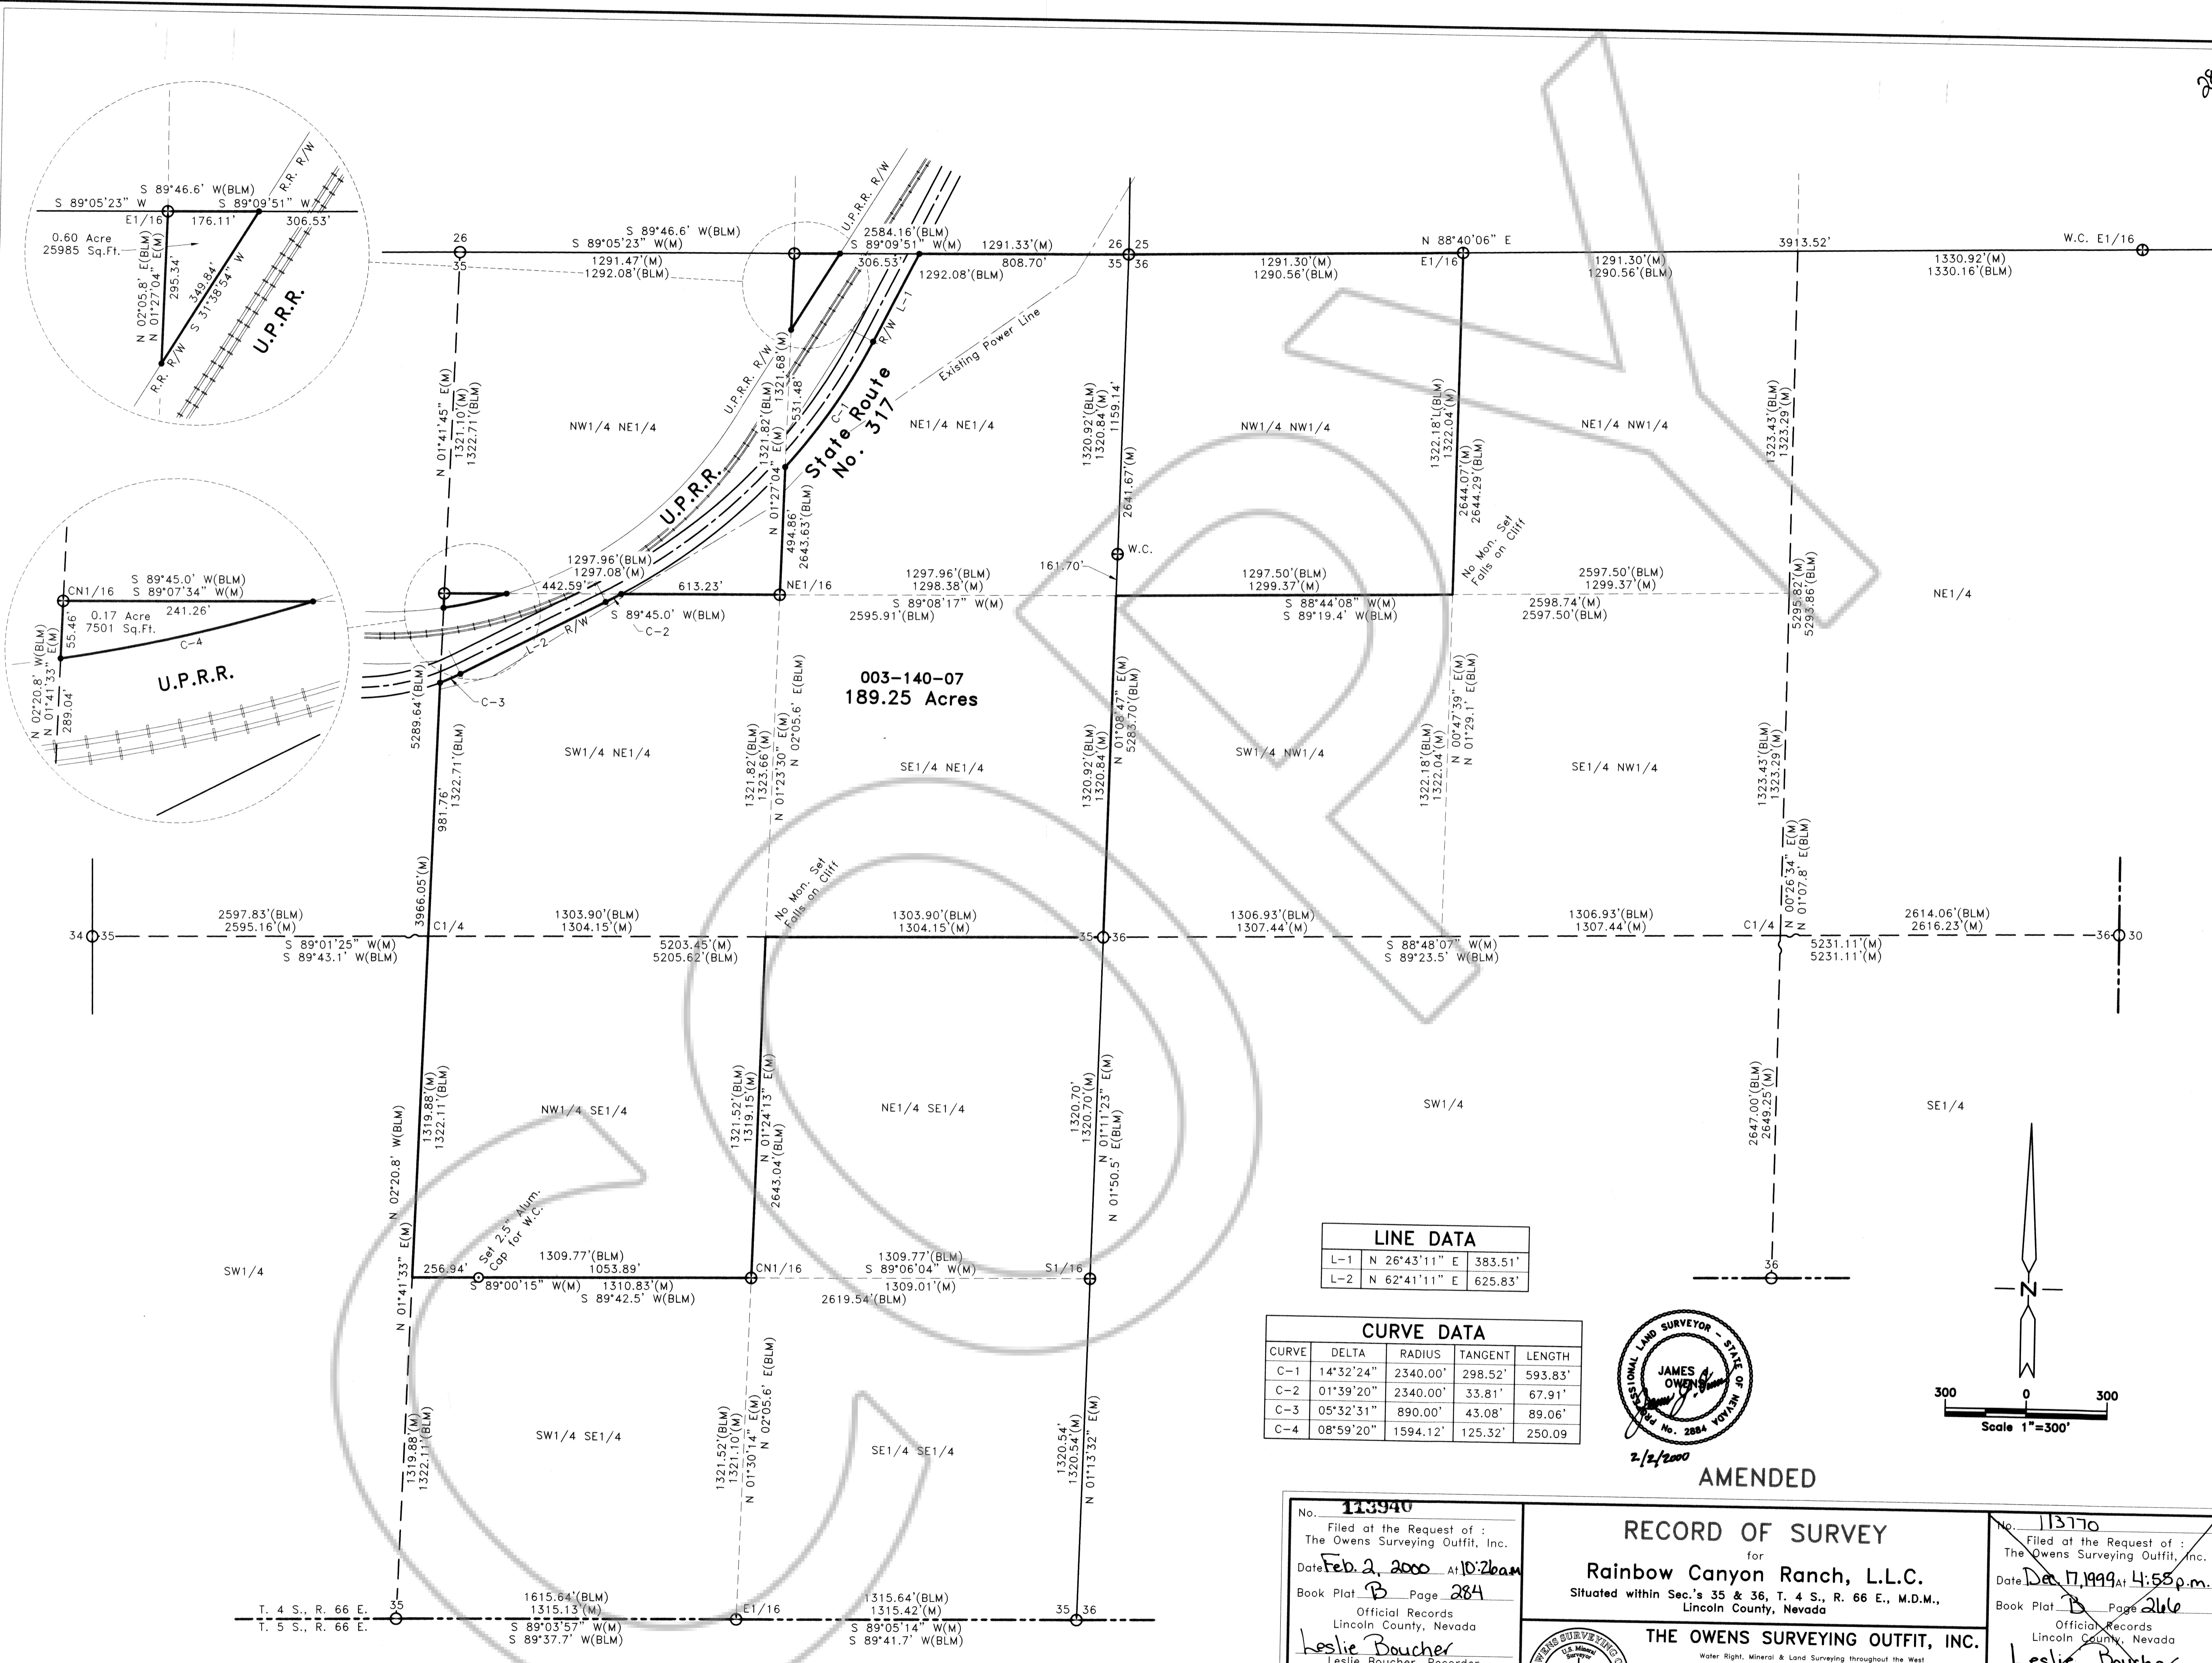 S 89°46.6' W(BLM)
S 89°05'23" W
S 89°09'51" W
E1/16
176.11'
306.53'
0.60 Acre
25985 Sq.Ft.
N 02°05.8' E(BLM)
N 01°27'04" E(M)
295.34'
349.84'
S 31°38'54" W
R.R. R/W
R.R. R/W
U.P.R.R.
26
35
S 89°46.6' W(BLM)
S 89°05'23" W(M)
1291.47'(M)
1292.08'(BLM)
U.P.R.R. R/W
2584.16'(BLM)
S 89°09'51" W(M)
1291.33'(M)
306.53'
808.70'
1292.08'(BLM)
26 25
35 36
N 88°40'06" E
1291.30'(M)
1290.56'(BLM)
E1/16
3913.52'
1291.30'(M)
1290.56'(BLM)
W.C. E1/16
1330.92'(M)
1330.16'(BLM)
R/W L-1
Existing Power Line
U.P.R.R. R/W
N 01°41'45" E(M)
1321.10'(M)
1322.71'(BLM)
1321.68'(M)
531.48'
1321.82'(BLM)
N 01°27'04" E(M)
494.86'
2643.63'(BLM)
C-1
State Route
No. 317
U.P.R.R.
NW1/4 NE1/4
NE1/4 NE1/4
NW1/4 NW1/4
NE1/4 NW1/4
1320.92'(BLM)
1320.84'(M)
1159.14'
2641.67'(M)
1322.18'L(BLM)
1322.04'(M)
2644.07'(M)
2644.29'(BLM)
1323.43'(BLM)
1323.29'(M)
No Mon. Set
Falls on Cliff
W.C.
161.70'
S 89°45.0' W(BLM)
CN1/16
S 89°07'34" W(M)
241.26'
0.17 Acre
7501 Sq.Ft.
55.46'
C-4
U.P.R.R.
N 02°20.8' W(BLM)
N 01°41'33" E(M)
289.04'
1297.96'(BLM)
1297.08'(M)
442.59'
613.23'
NE1/16
S 89°45.0' W(BLM)
C-2
L-2 R/W
C-3
1297.96'(BLM)
1298.38'(M)
S 89°08'17" W(M)
2595.91'(BLM)
1297.50'(BLM)
1299.37'(M)
S 88°44'08" W(M)
S 89°19.4' W(BLM)
2597.50'(BLM)
1299.37'(M)
2598.74'(M)
2597.50'(BLM)
5295.82'(M)
5293.86'(BLM)
NE1/4
003-140-07
189.25 Acres
5289.64'(BLM)
981.76'
1322.71'(BLM)
3966.05'(M)
SW1/4 NE1/4
1321.82'(BLM)
1323.66'(M)
N 01°23'30" E(M)
N 02°05.6' E(BLM)
SE1/4 NE1/4
1320.92'(BLM)
1320.84'(M)
N 01°08'47" E(M)
5283.70'(BLM)
SW1/4 NW1/4
1322.18'(BLM)
1322.04'(M)
N 00°47'39" E(M)
N 01°29.1' E(BLM)
SE1/4 NW1/4
1323.43'(BLM)
1323.29'(M)
N 00°26'34" E(M)
N 01°07.8' E(BLM)
No Mon. Set
Falls on Cliff
34 35
2597.83'(BLM)
2595.16'(M)
S 89°01'25" W(M)
S 89°43.1' W(BLM)
C1/4
1303.90'(BLM)
1304.15'(M)
5203.45'(M)
5205.62'(BLM)
1303.90'(BLM)
1304.15'(M)
35 36
1306.93'(BLM)
1307.44'(M)
S 88°48'07" W(M)
S 89°23.5' W(BLM)
1306.93'(BLM)
1307.44'(M)
C1/4
2614.06'(BLM)
2616.23'(M)
5231.11'(M)
5231.11'(M)
36 30
N 02°20.8' W(BLM)
1319.88'(M)
1322.11'(BLM)
N 01°41'33" E(M)
NW1/4 SE1/4
1321.52'(BLM)
1319.15'(M)
N 01°24'13" E(M)
2643.04'(BLM)
NE1/4 SE1/4
1320.70'
1320.70'(M)
N 01°11'23" E(M)
N 01°50.5' E(BLM)
SW1/4
2647.00'(BLM)
2649.25'(M)
SE1/4
Set 2.5" Alum.
Cap for W.C.
SW1/4
256.94'
1309.77'(BLM)
1053.89'
S 89°00'15" W(M) 1310.83'(M)
S 89°42.5' W(BLM)
CN1/16
1309.77'(BLM)
S 89°06'04" W(M)
1309.01'(M)
2619.54'(BLM)
S1/16
36
1319.88'(M)
1322.11'(BLM)
SW1/4 SE1/4
1321.52'(BLM)
1321.10'(M)
N 01°30'14" E(M)
N 02°05.6' E(BLM)
SE1/4 SE1/4
1320.54'
1320.54'(M)
N 01°13'32" E(M)
LINE DATA
L-1 N 26°43'11" E 383.51'
L-2 N 62°41'11" E 625.83'
CURVE DATA
CURVE DELTA RADIUS TANGENT LENGTH
C-1 14°32'24" 2340.00' 298.52' 593.83'
C-2 01°39'20" 2340.00' 33.81' 67.91'
C-3 05°32'31" 890.00' 43.08' 89.06'
C-4 08°59'20" 1594.12' 125.32' 250.09
PROFESSIONAL LAND SURVEYOR - STATE OF NEVADA
JAMES
OWENS
No. 2884
2/2/2000
N
300 0 300
Scale 1"=300'
T. 4 S., R. 66 E.
T. 5 S., R. 66 E.
35
1615.64'(BLM)
1315.13'(M)
S 89°03'57" W(M)
S 89°37.7' W(BLM)
E1/16
1315.64'(BLM)
1315.42'(M)
S 89°05'14" W(M)
S 89°41.7' W(BLM)
35 36
AMENDED
No. 113940
Filed at the Request of :
The Owens Surveying Outfit, Inc.
Date Feb. 2, 2000 At 10:26am
Book Plat B Page 284
Official Records
Lincoln County, Nevada
Leslie Boucher
Leslie Boucher, Recorder
RECORD OF SURVEY
for
Rainbow Canyon Ranch, L.L.C.
Situated within Sec.'s 35 & 36, T. 4 S., R. 66 E., M.D.M.,
Lincoln County, Nevada
THE OWENS SURVEYING OUTFIT, INC.
Water Right, Mineral & Land Surveying throughout the West
U.S. Mineral
Surveyor
No. 113770
Filed at the Request of :
The Owens Surveying Outfit, Inc.
Date Dec 17, 1999 At 4:55 p.m.
Book Plat B Page 266
Official Records
Lincoln County, Nevada
Leslie Boucher
COPY